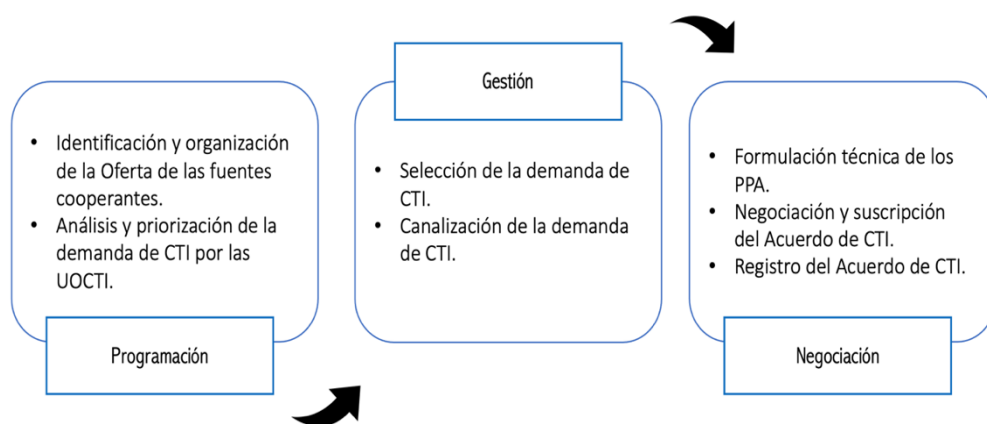 • Identificación y organización
de la Oferta de las fuentes
cooperantes.
• Análisis y priorización de la
demanda de CTI por las
UOCTI.
Programación
Gestión
• Selección de la demanda de
CTI.
• Canalización de la demanda
de CTI.
• Formulación técnica de los
PPA.
• Negociación y suscripción
del Acuerdo de CTI.
• Registro del Acuerdo de CTI.
Negociación